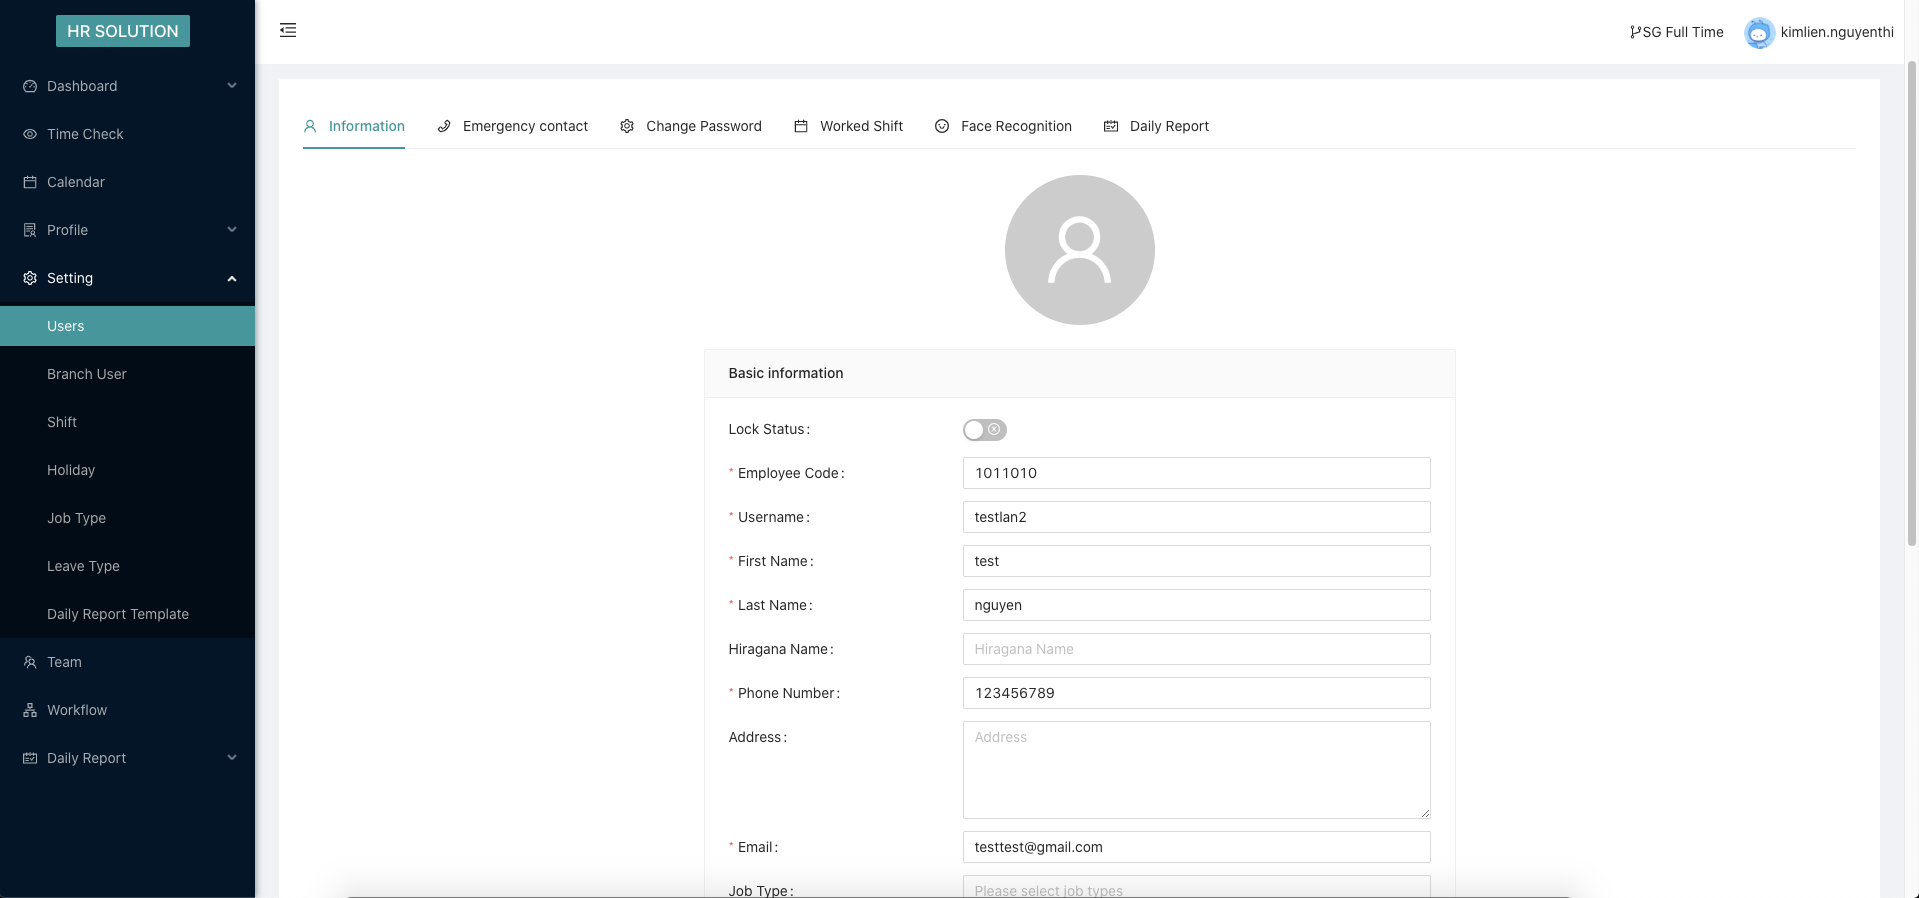 HR SOLUTION
Dashboard
Time Check
Calendar
Profile
Setting
Users
Branch User
Shift
Holiday
Job Type
Leave Type
Daily Report Template
Team
Workflow
Daily Report
SG Full Time
kimlien.nguyenthi
Information
Emergency contact
Change Password
Worked Shift
Face Recognition
Daily Report
Basic information
Lock Status:
* Employee Code: 1011010
* Username: testlan2
* First Name: test
* Last Name: nguyen
Hiragana Name: Hiragana Name
* Phone Number: 123456789
Address: Address
* Email: testtest@gmail.com
Job Type: Please select job types